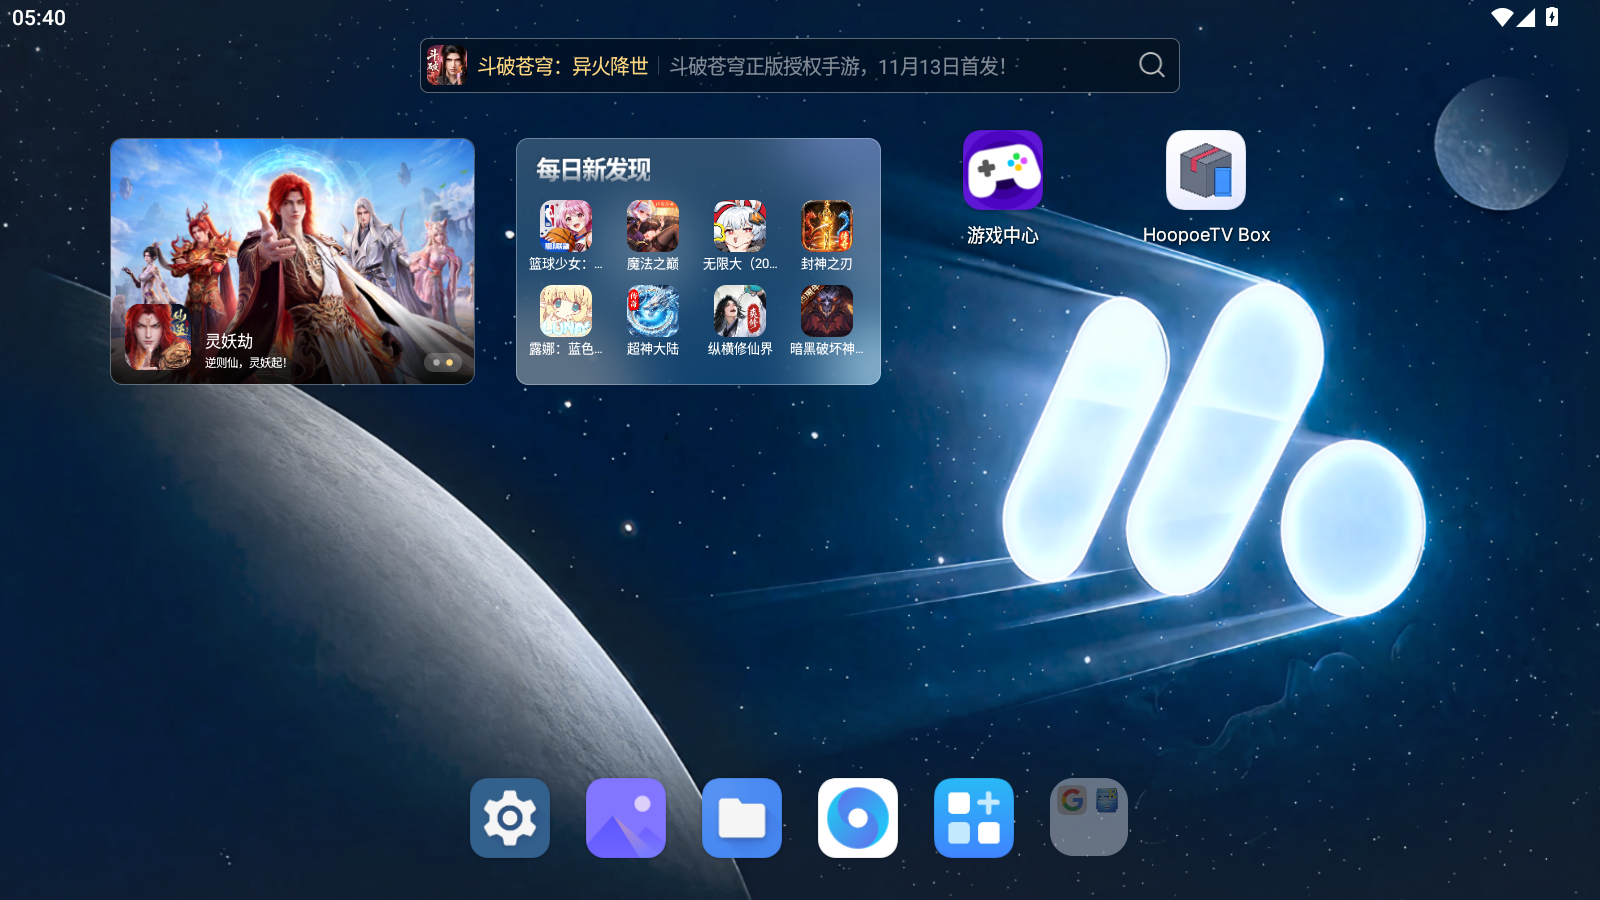 05:40
斗破苍穹：异火降世
斗破苍穹正版授权手游，11月13日首发！
灵妖劫
逆则仙，灵妖起！
每日新发现
篮球少女：...
魔法之巅
无限大（20...
封神之刃
露娜：蓝色...
超神大陆
纵横修仙界
暗黑破坏神...
游戏中心
HoopoeTV Box